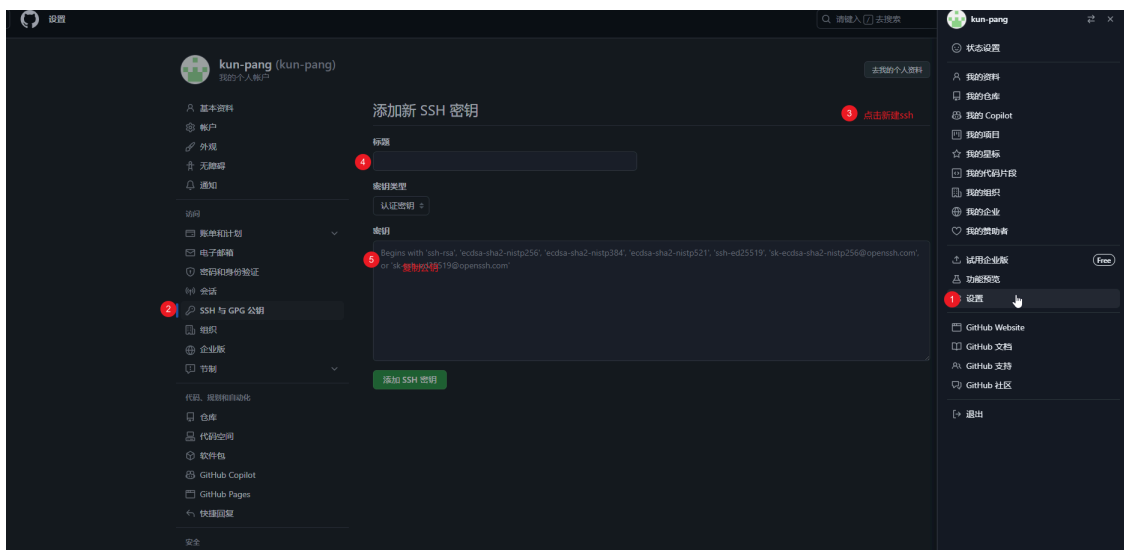 设置
请键入 / 去搜索
kun-pang
kun-pang (kun-pang)
我的个人帐户
去我的个人资料
基本资料
帐户
外观
无障碍
通知
访问
账单和计划
电子邮箱
密码和身份验证
会话
2
SSH 与 GPG 公钥
组织
企业版
节制
代码、规划和自动化
仓库
代码空间
软件包
GitHub Copilot
GitHub Pages
快捷回复
安全
添加新 SSH 密钥
3 点击新建ssh
标题
4
密钥类型
认证密钥
密钥
Begins with 'ssh-rsa', 'ecdsa-sha2-nistp256', 'ecdsa-sha2-nistp384', 'ecdsa-sha2-nistp521', 'ssh-ed25519', 'sk-ecdsa-sha2-nistp256@openssh.com',
or 'sk-ssh-ed25519@openssh.com'
5 复制公钥
添加 SSH 密钥
状态设置
我的资料
我的仓库
我的 Copilot
我的项目
我的星标
我的代码片段
我的组织
我的企业
我的赞助者
试用企业版 Free
功能预览
1 设置
GitHub Website
GitHub 文档
GitHub 支持
GitHub 社区
退出